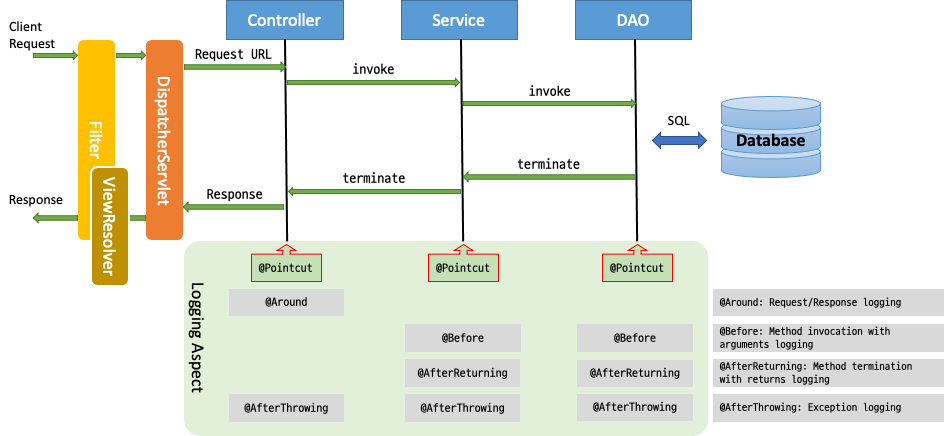 Client
Request
Controller
Service
DAO
Request URL
invoke
invoke
SQL
Database
Filter
DispatcherServlet
ViewResolver
terminate
terminate
Response
Response
Logging Aspect
@Pointcut
@Pointcut
@Pointcut
@Around
@Around: Request/Response logging
@Before
@Before
@Before: Method invocation with
arguments logging
@AfterReturning
@AfterReturning
@AfterReturning: Method termination
with returns logging
@AfterThrowing
@AfterThrowing
@AfterThrowing
@AfterThrowing: Exception logging